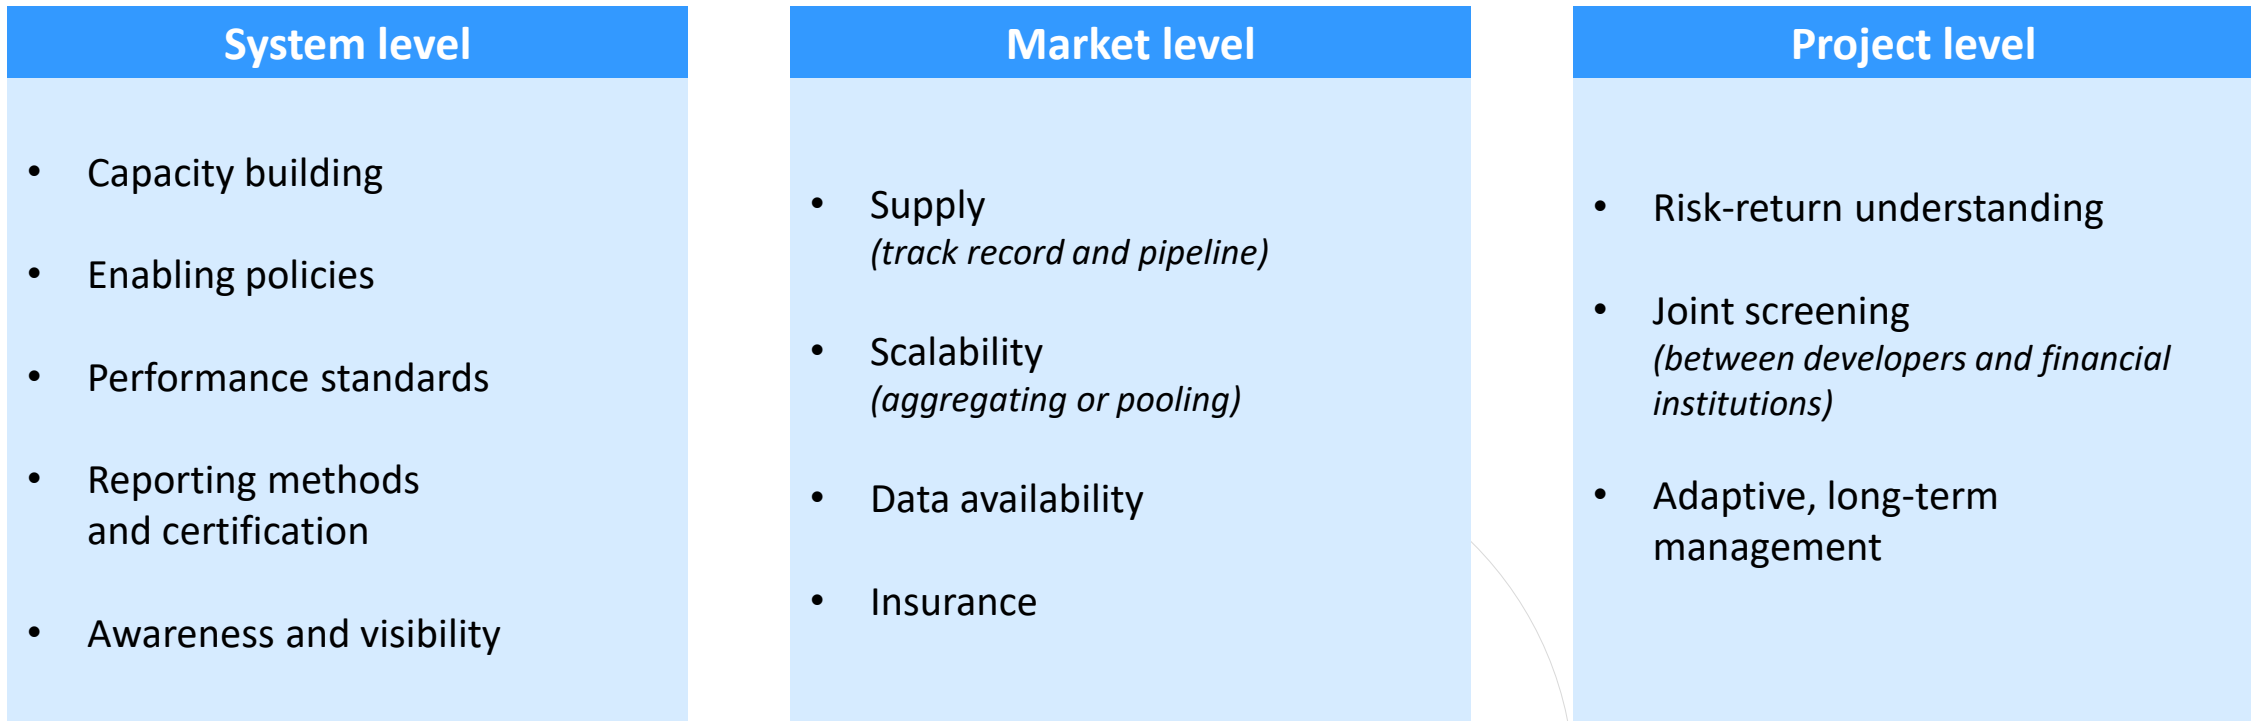 System level
• Capacity building
• Enabling policies
• Performance standards
• Reporting methods
and certification
• Awareness and visibility
Market level
• Supply
(track record and pipeline)
• Scalability
(aggregating or pooling)
• Data availability
• Insurance
Project level
• Risk-return understanding
• Joint screening
(between developers and financial
institutions)
• Adaptive, long-term
management